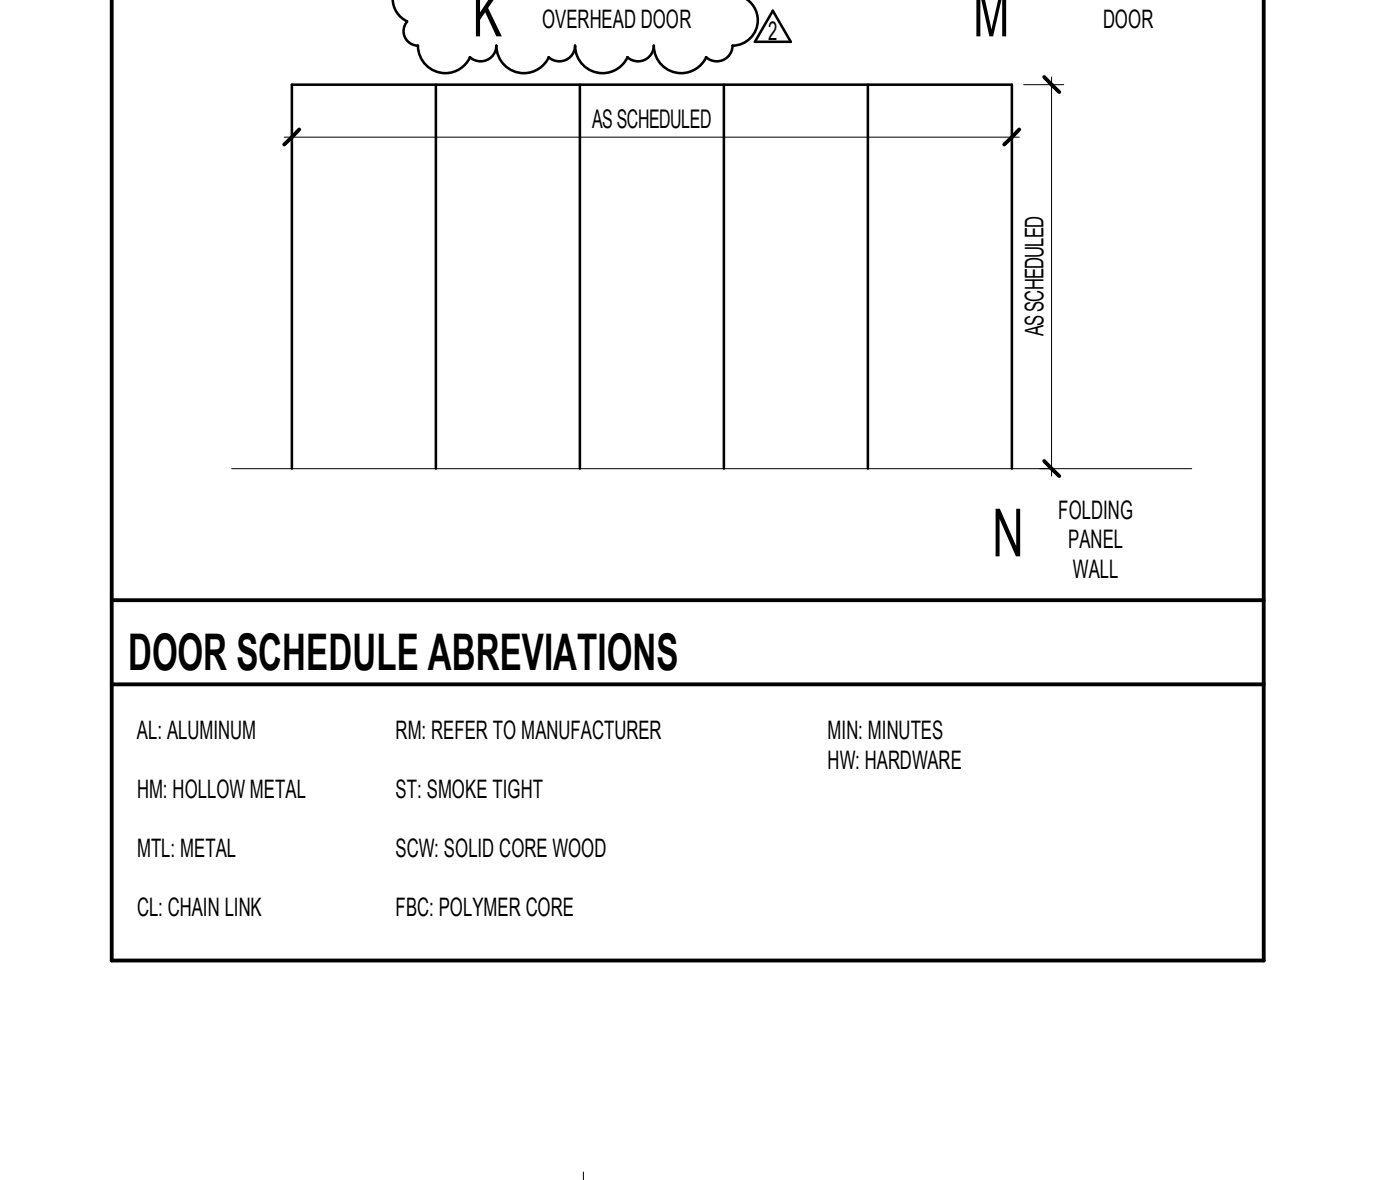 K OVERHEAD DOOR 2 M DOOR
AS SCHEDULED
AS SCHEDULED
N FOLDING
PANEL
WALL
DOOR SCHEDULE ABREVIATIONS
AL: ALUMINUM
HM: HOLLOW METAL
MTL: METAL
CL: CHAIN LINK
RM: REFER TO MANUFACTURER
ST: SMOKE TIGHT
SCW: SOLID CORE WOOD
FBC: POLYMER CORE
MIN: MINUTES
HW: HARDWARE